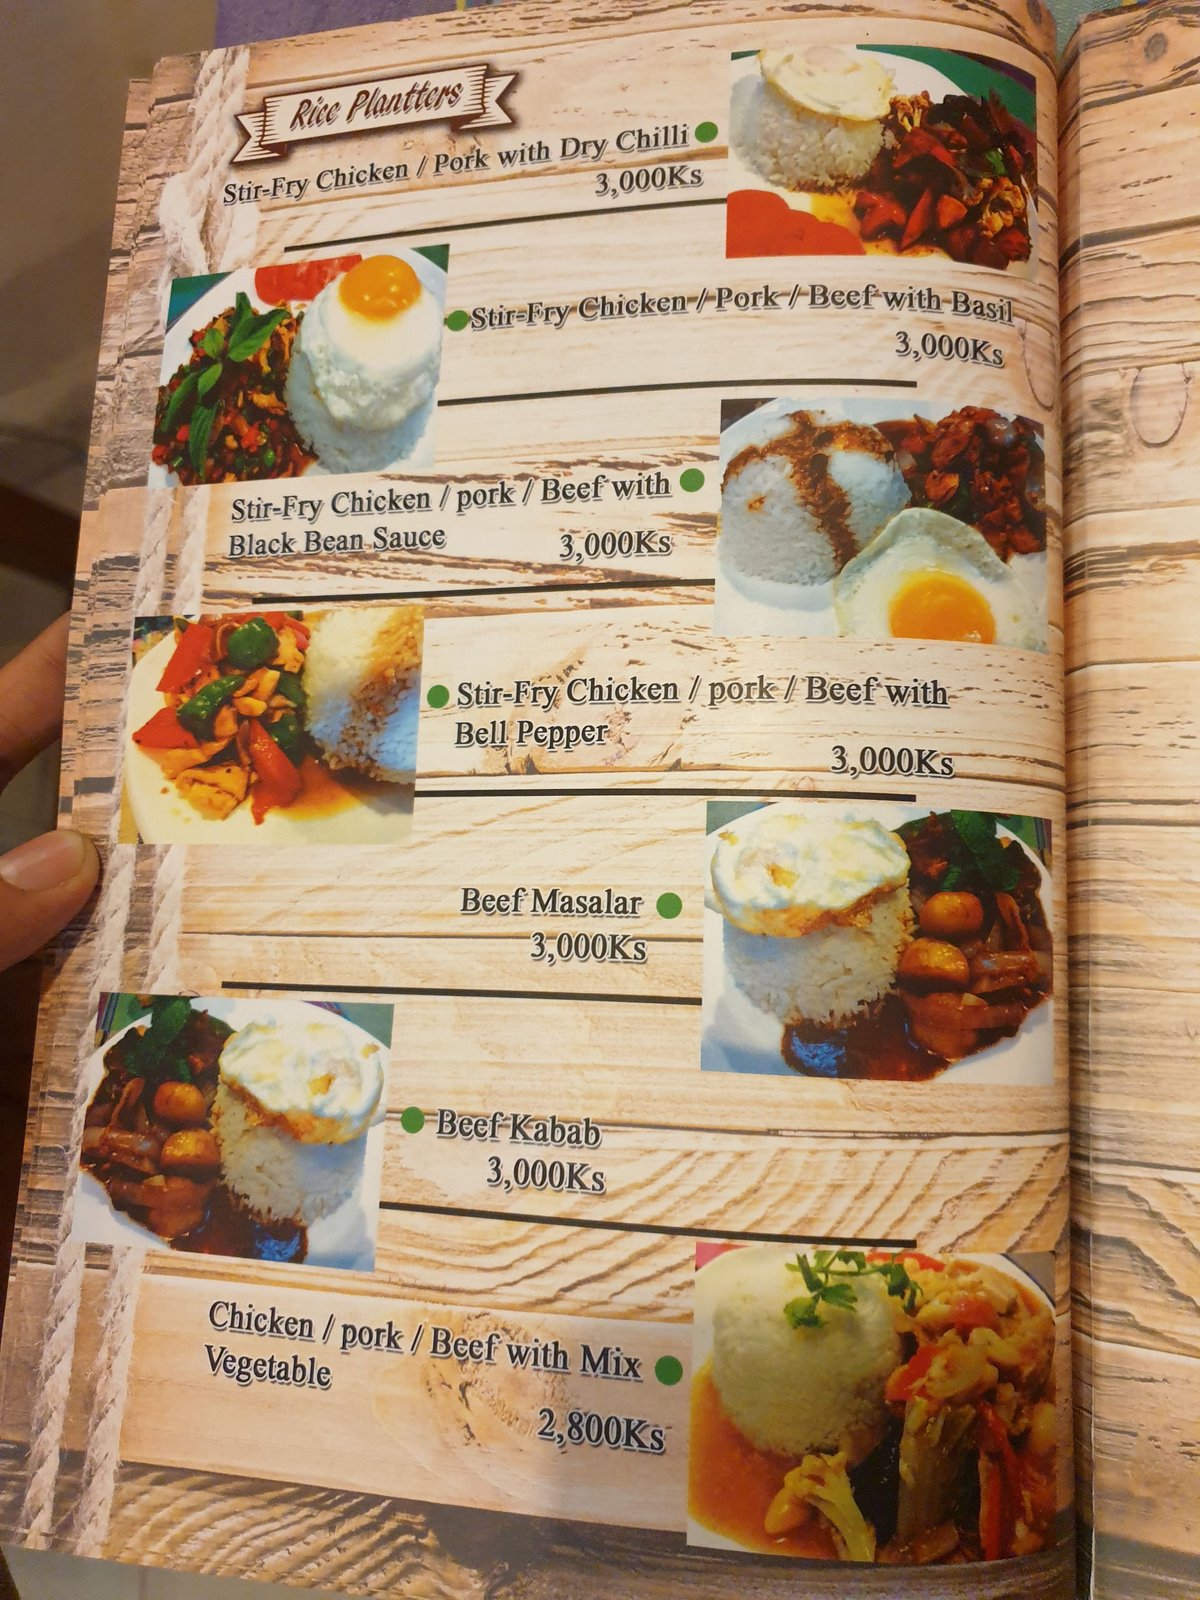 Rice Plantters
Stir-Fry Chicken / Pork with Dry Chilli
3,000Ks
Stir-Fry Chicken / Pork / Beef with Basil
3,000Ks
Stir-Fry Chicken / pork / Beef with
Black Bean Sauce 3,000Ks
Stir-Fry Chicken / pork / Beef with
Bell Pepper
3,000Ks
Beef Masalar
3,000Ks
Beef Kabab
3,000Ks
Chicken / pork / Beef with Mix
Vegetable
2,800Ks